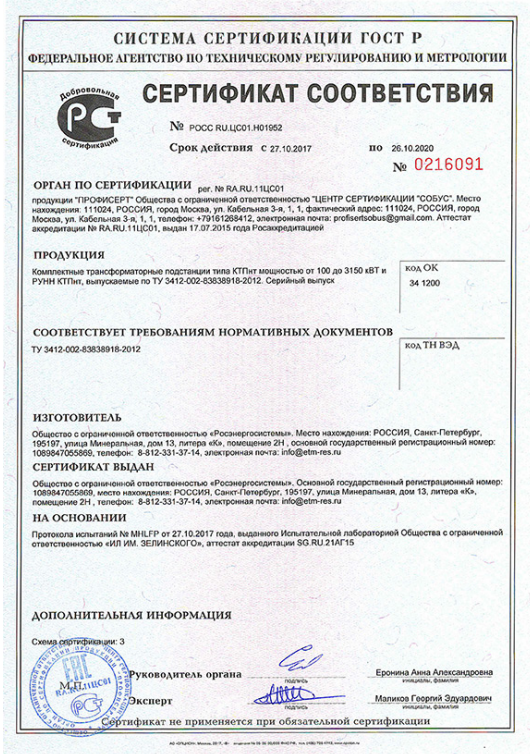 СИСТЕМА СЕРТИФИКАЦИИ ГОСТ Р
ФЕДЕРАЛЬНОЕ АГЕНТСТВО ПО ТЕХНИЧЕСКОМУ РЕГУЛИРОВАНИЮ И МЕТРОЛОГИИ
Добровольная
сертификация
СЕРТИФИКАТ СООТВЕТСТВИЯ
№ РОСС RU.ЦС01.Н01952
Срок действия с 27.10.2017 по 26.10.2020
№ 0216091
ОРГАН ПО СЕРТИФИКАЦИИ рег. № RA.RU.11ЦС01
продукции "ПРОФИСЕРТ" Общества с ограниченной ответственностью "ЦЕНТР СЕРТИФИКАЦИИ "СОБУС". Место
нахождения: 111024, РОССИЯ, город Москва, ул. Кабельная 3-я, 1, 1, фактический адрес: 111024, РОССИЯ, город
Москва, ул. Кабельная 3-я, 1, 1, телефон: +79161268412, электронная почта: profisertsobus@gmail.com. Аттестат
аккредитации № RA.RU.11ЦС01, выдан 17.07.2015 года Росаккредитацией
ПРОДУКЦИЯ
Комплектные трансформаторные подстанции типа КТПнт мощностью от 100 до 3150 кВТ и
РУНН КТПнт, выпускаемые по ТУ 3412-002-83838918-2012. Серийный выпуск
код ОК
34 1200
СООТВЕТСТВУЕТ ТРЕБОВАНИЯМ НОРМАТИВНЫХ ДОКУМЕНТОВ
ТУ 3412-002-83838918-2012
код ТН ВЭД
ИЗГОТОВИТЕЛЬ
Общество с ограниченной ответственностью «Росэнергосистемы». Место нахождения: РОССИЯ, Санкт-Петербург,
195197, улица Минеральная, дом 13, литера «К», помещение 2Н , основной государственный регистрационный номер:
1089847055869, телефон: 8-812-331-37-14, электронная почта: info@etm-res.ru
СЕРТИФИКАТ ВЫДАН
Общество с ограниченной ответственностью «Росэнергосистемы». Основной государственный регистрационный номер:
1089847055869, место нахождения: РОССИЯ, Санкт-Петербург, 195197, улица Минеральная, дом 13, литера «К»,
помещение 2Н , телефон: 8-812-331-37-14, электронная почта: info@etm-res.ru
НА ОСНОВАНИИ
Протокола испытаний № MHLFP от 27.10.2017 года, выданного Испытательной лабораторией Общества с ограниченной
ответственностью «ИЛ ИМ. ЗЕЛИНСКОГО», аттестат аккредитации SG.RU.21АГ15
ДОПОЛНИТЕЛЬНАЯ ИНФОРМАЦИЯ
Схема сертификации: 3
М.П.
RA.RU.11ЦС01
Руководитель органа
подпись
Еронина Анна Александровна
инициалы, фамилия
Эксперт
подпись
Маликов Георгий Эдуардович
инициалы, фамилия
Сертификат не применяется при обязательной сертификации